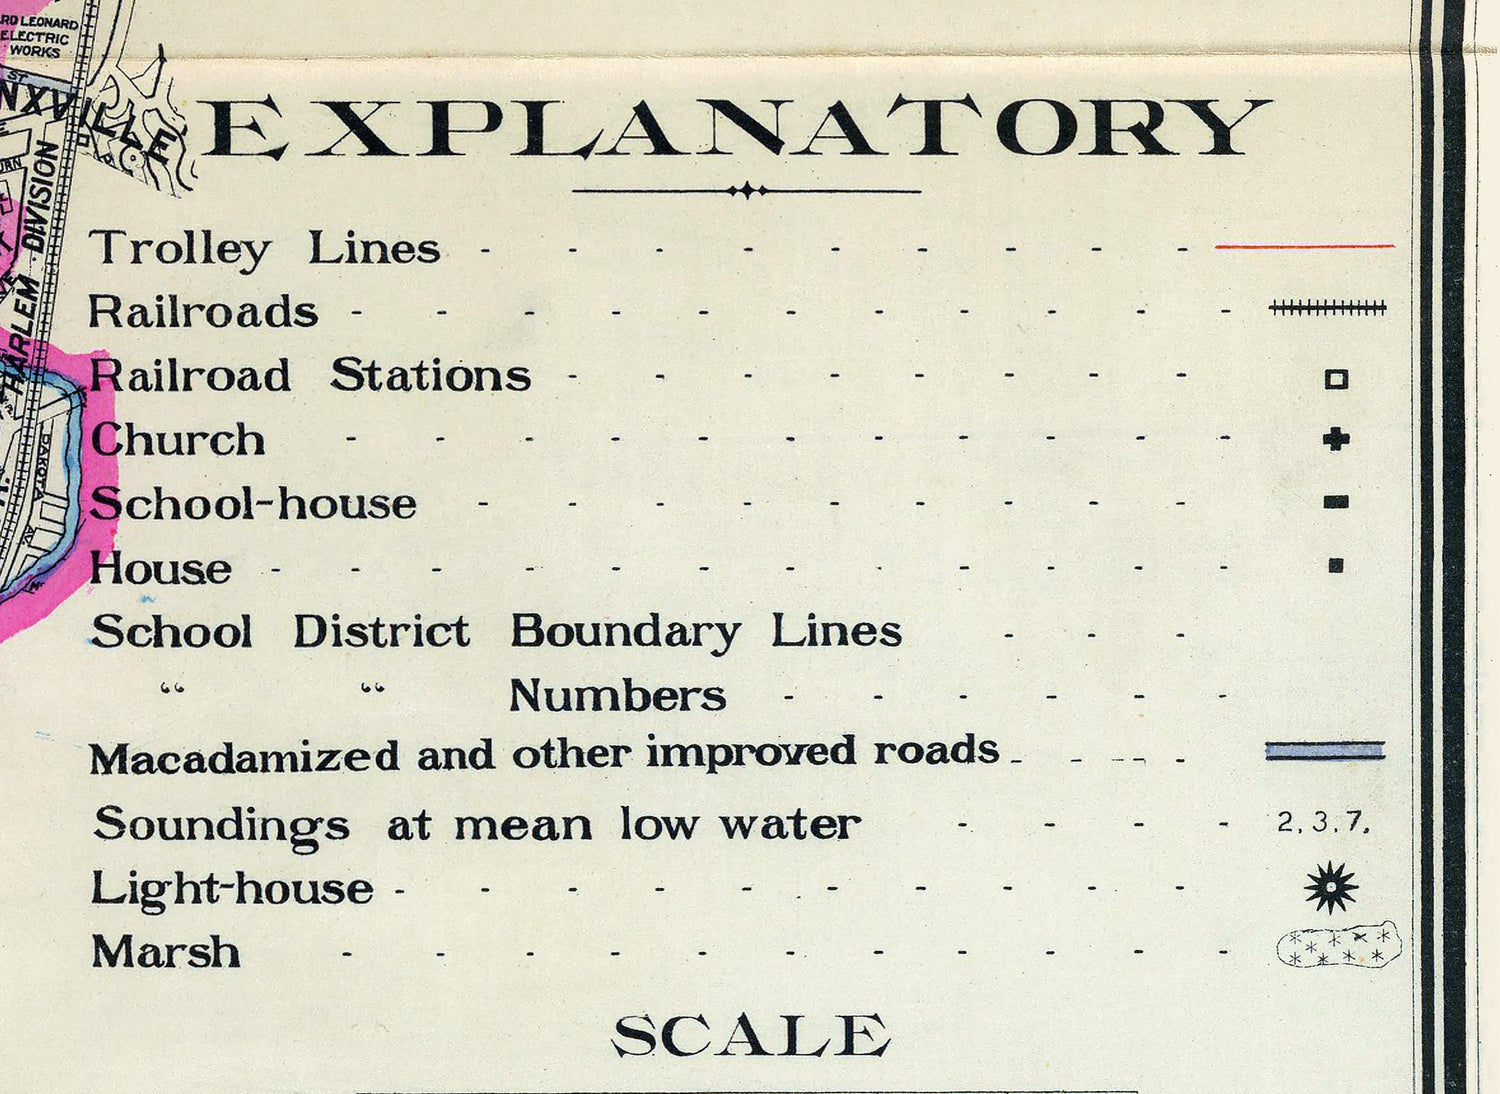 RD LEONARD
ELECTRIC
WORKS
ST
NXVILLE
HARLEM DIVISION
DAKOTA
AV.
EXPLANATORY
Trolley Lines - - - - - - - - -
Railroads - - - - - - - - - - -
Railroad Stations - - - - - - - -
Church - - - - - - - - - - -
School-house - - - - - - - - -
House - - - - - - - - - - - -
School District Boundary Lines - - -
“ “ Numbers - - - - - -
Macadamized and other improved roads - - - -
Soundings at mean low water - - - - 2. 3. 7.
Light-house - - - - - - - - - -
Marsh - - - - - - - - - - -
SCALE